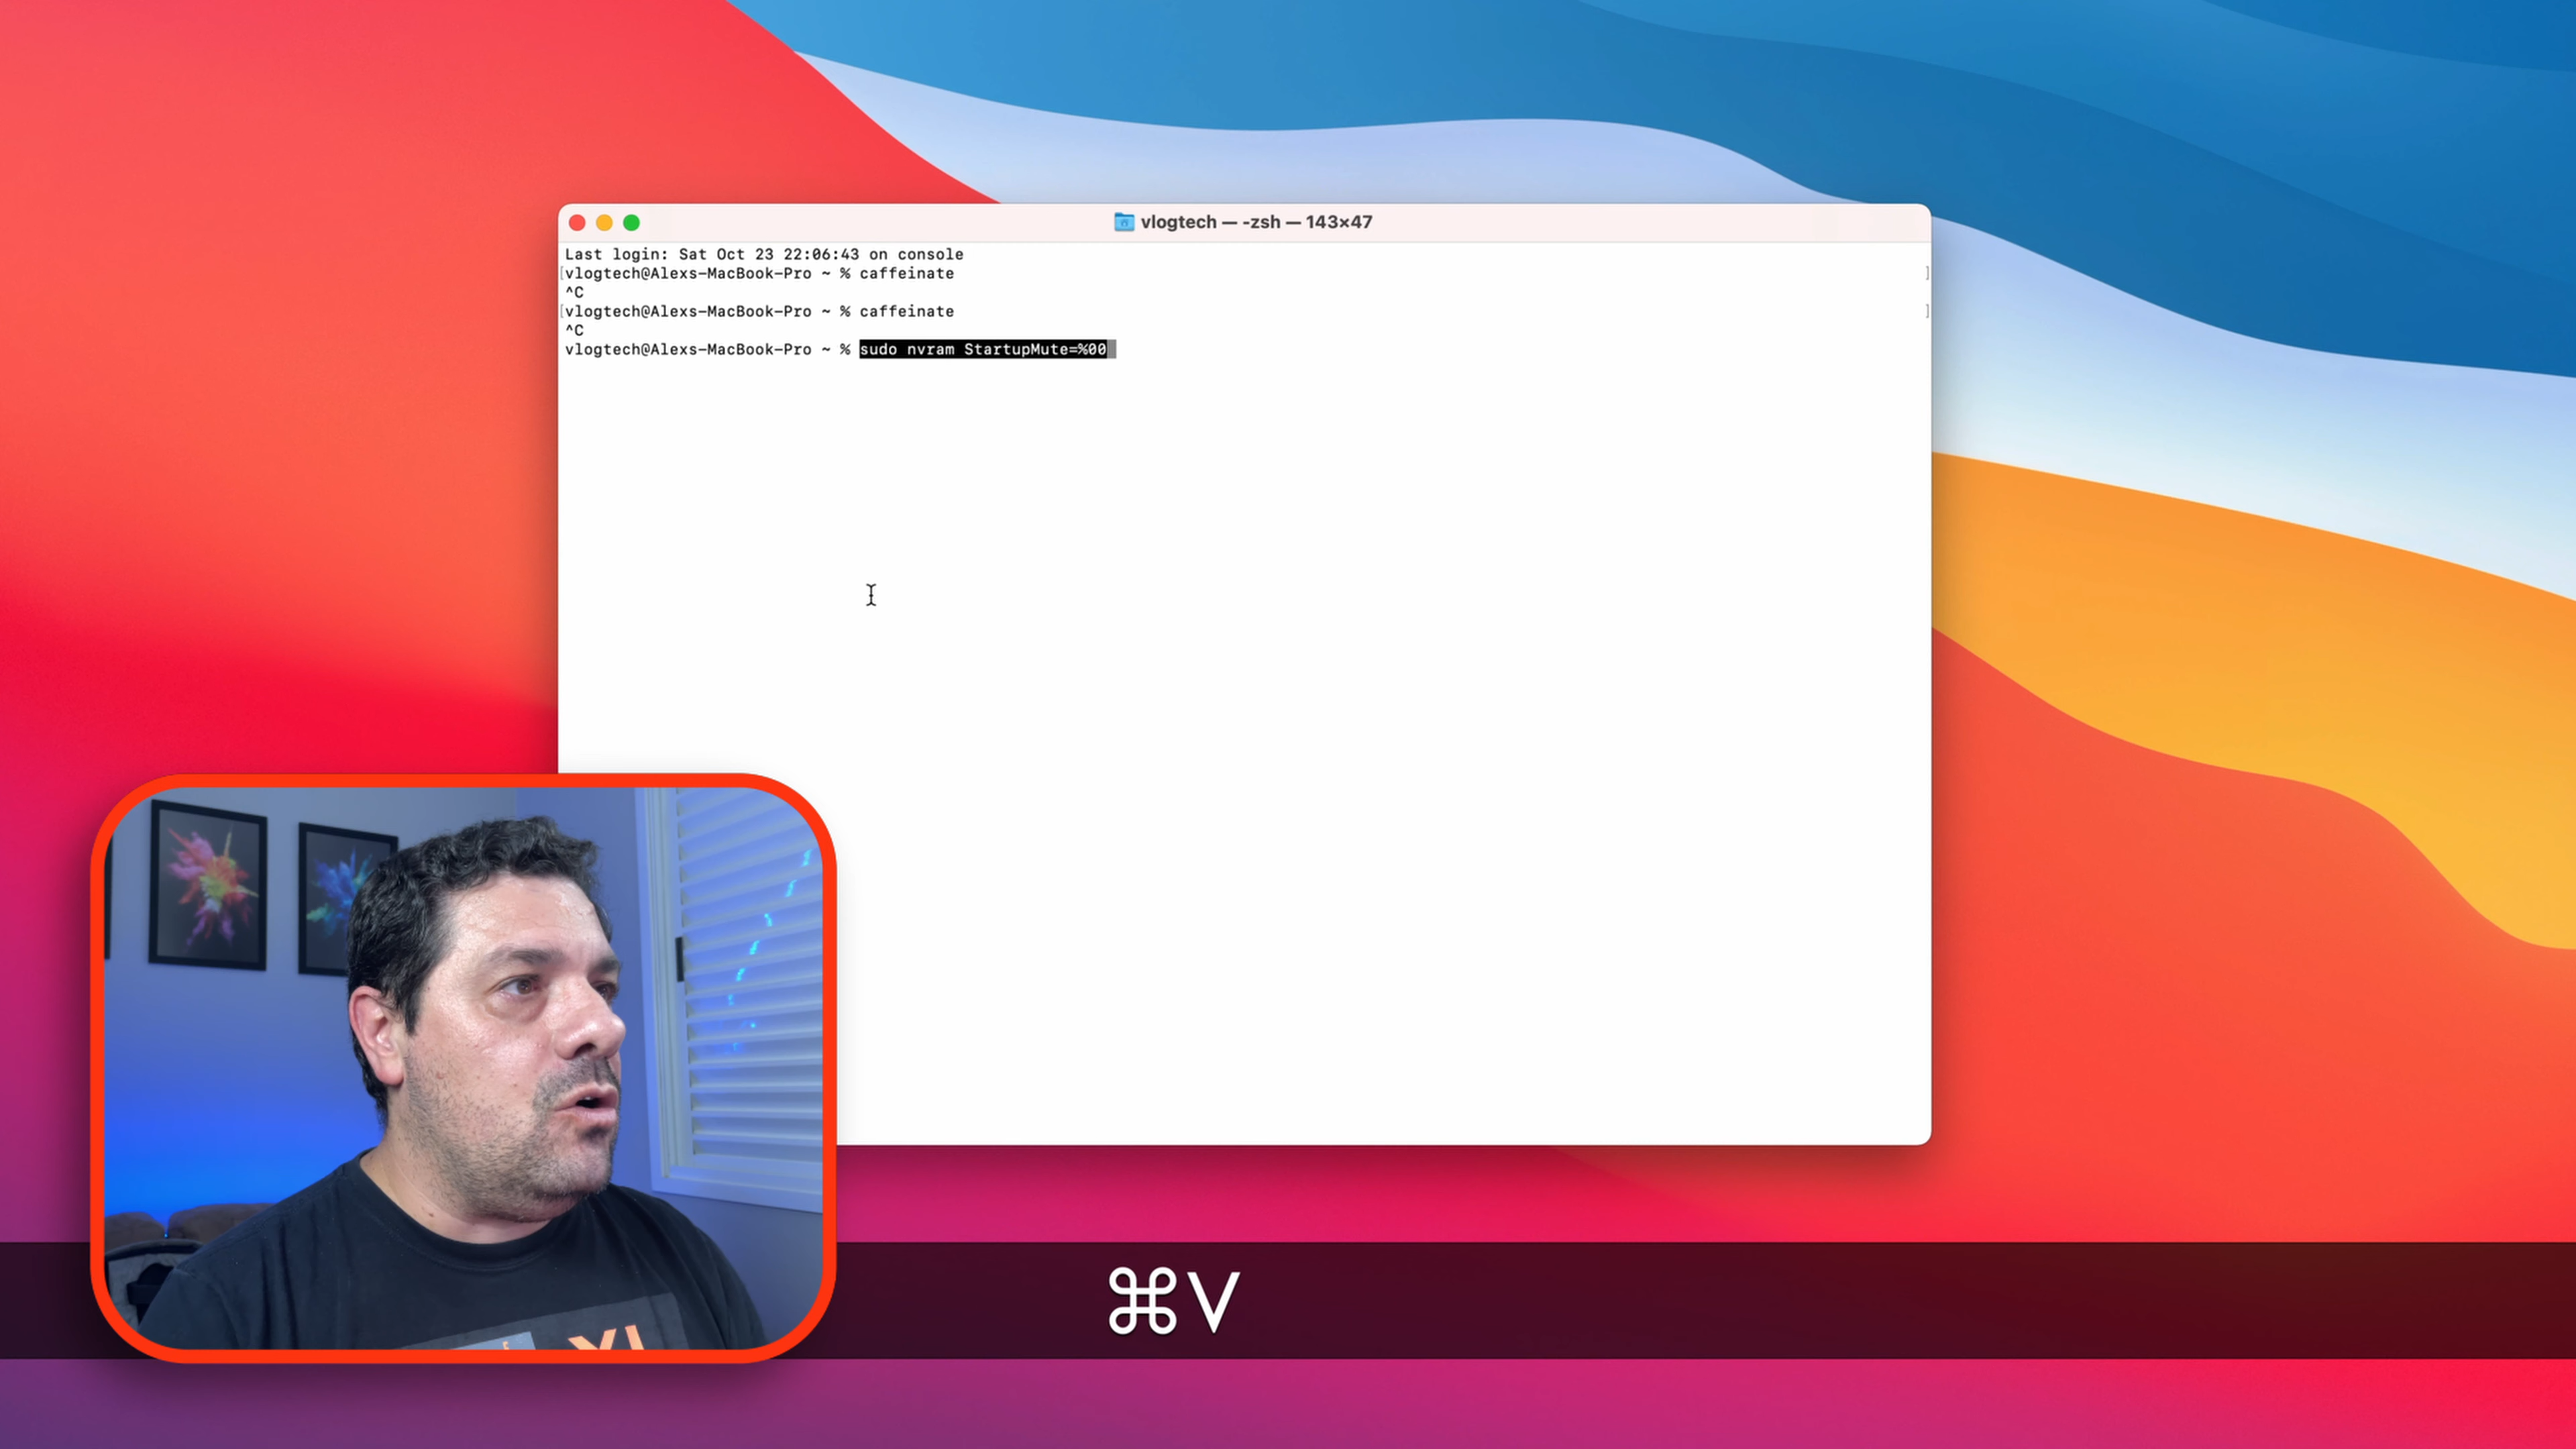 vlogtech — -zsh — 143×47
Last login: Sat Oct 23 22:06:43 on console
[vlogtech@Alexs-MacBook-Pro ~ % caffeinate ]
^C
[vlogtech@Alexs-MacBook-Pro ~ % caffeinate ]
^C
vlogtech@Alexs-MacBook-Pro ~ % sudo nvram StartupMute=%00
⌘V